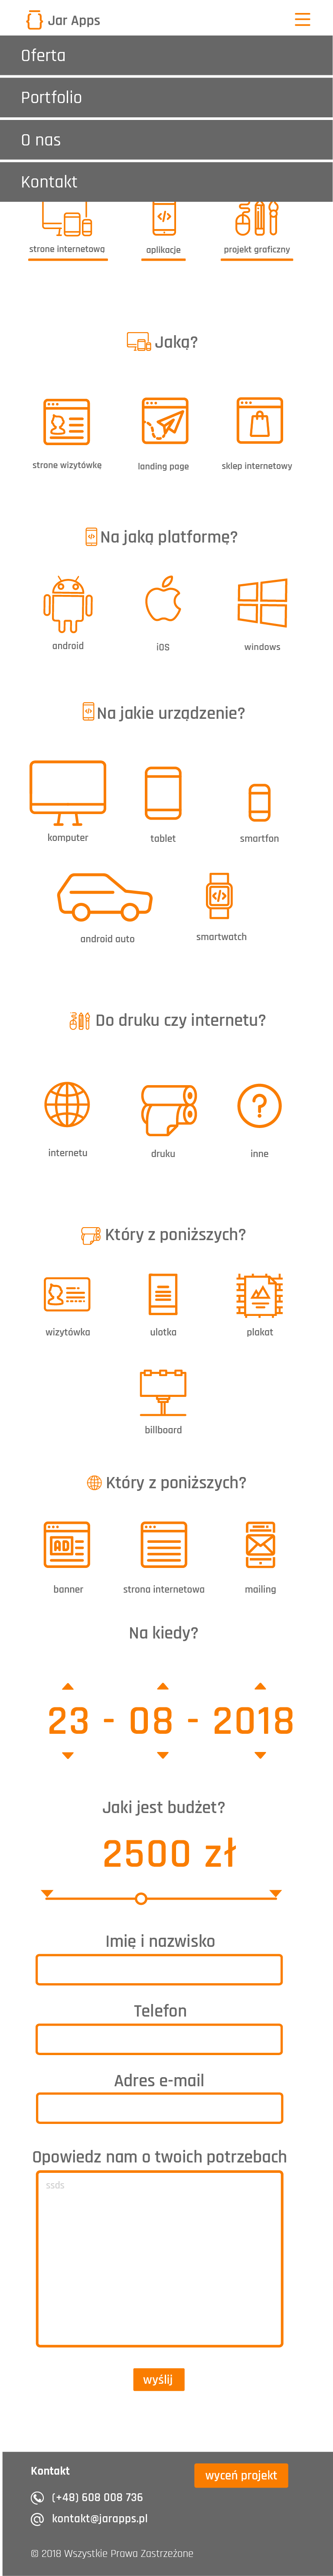 Jar Apps
Oferta
Portfolio
O nas
Kontakt
strone internetową
aplikacje
projekt graficzny
Jaką?
strone wizytówkę
landing page
sklep internetowy
Na jaką platformę?
android
iOS
windows
Na jakie urządzenie?
komputer
tablet
smartfon
android auto
smartwatch
Do druku czy internetu?
internetu
druku
inne
Który z poniższych?
wizytówka
ulotka
plakat
billboard
Który z poniższych?
AD
banner
strona internetowa
mailing
Na kiedy?
23 - 08 - 2018
Jaki jest budżet?
2500 zł
Imię i nazwisko
Telefon
Adres e-mail
Opowiedz nam o twoich potrzebach
ssds
wyślij
Kontakt
wyceń projekt
(+48) 608 008 736
kontakt@jarapps.pl
© 2018 Wszystkie Prawa Zastrzeżone